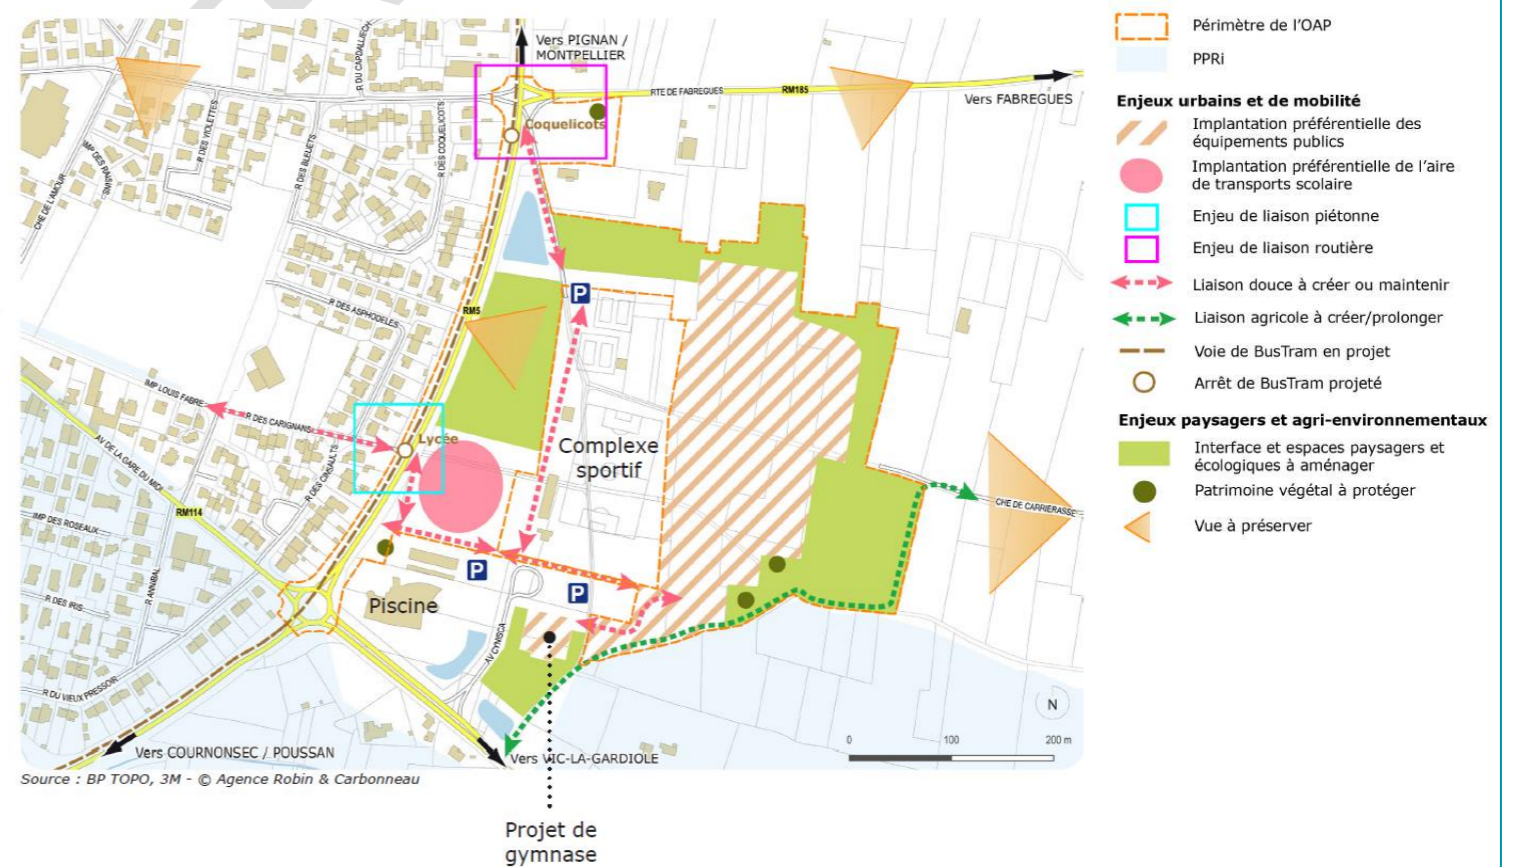 Vers PIGNAN /
MONTPELLIER
RTE DE FABREGUES
RM185
Vers FABREGUES
R DU CAPDALLIECH
R DES VIOLETTES
R DES BLEUETS
R DES COQUELICOTS
IMP DES RAISINS
CHE DE L'AMOUR
Coquelicots
R DES ASPHODELES
RM5
P
IMP LOUIS FABRE
R DES CARIGNANS
Lycée
R DES CINSAULTS
AV DE LA GARE DU MIDI
RM114
IMP DES ROSEAUX
R ANNIBAL
R DES IRIS
R DU VIEUX PRESSOIR
Complexe
sportif
CHE DE CARRIERASSE
P
P
Piscine
AV CYNISCA
N
0 100 200 m
Vers COURNONSEC / POUSSAN
Vers VIC-LA-GARDIOLE
Source : BP TOPO, 3M - © Agence Robin & Carbonneau
Projet de
gymnase
Périmètre de l'OAP
PPRi
Enjeux urbains et de mobilité
Implantation préférentielle des
équipements publics
Implantation préférentielle de l'aire
de transports scolaire
Enjeu de liaison piétonne
Enjeu de liaison routière
Liaison douce à créer ou maintenir
Liaison agricole à créer/prolonger
Voie de BusTram en projet
Arrêt de BusTram projeté
Enjeux paysagers et agri-environnementaux
Interface et espaces paysagers et
écologiques à aménager
Patrimoine végétal à protéger
Vue à préserver